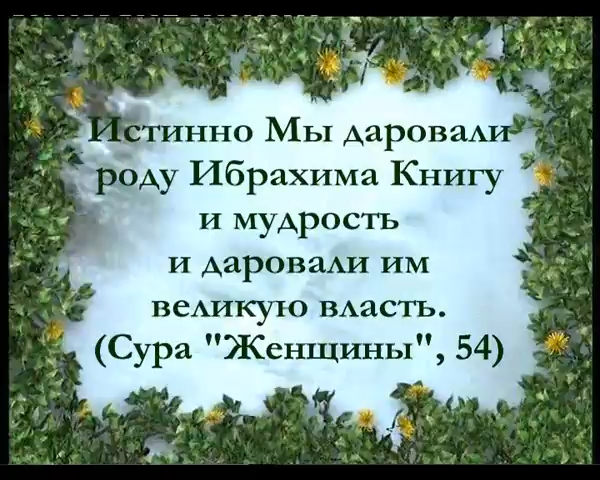 Истинно Мы даровали
роду Ибрахима Книгу
и мудрость
и даровали им
великую власть.
(Сура "Женщины", 54)